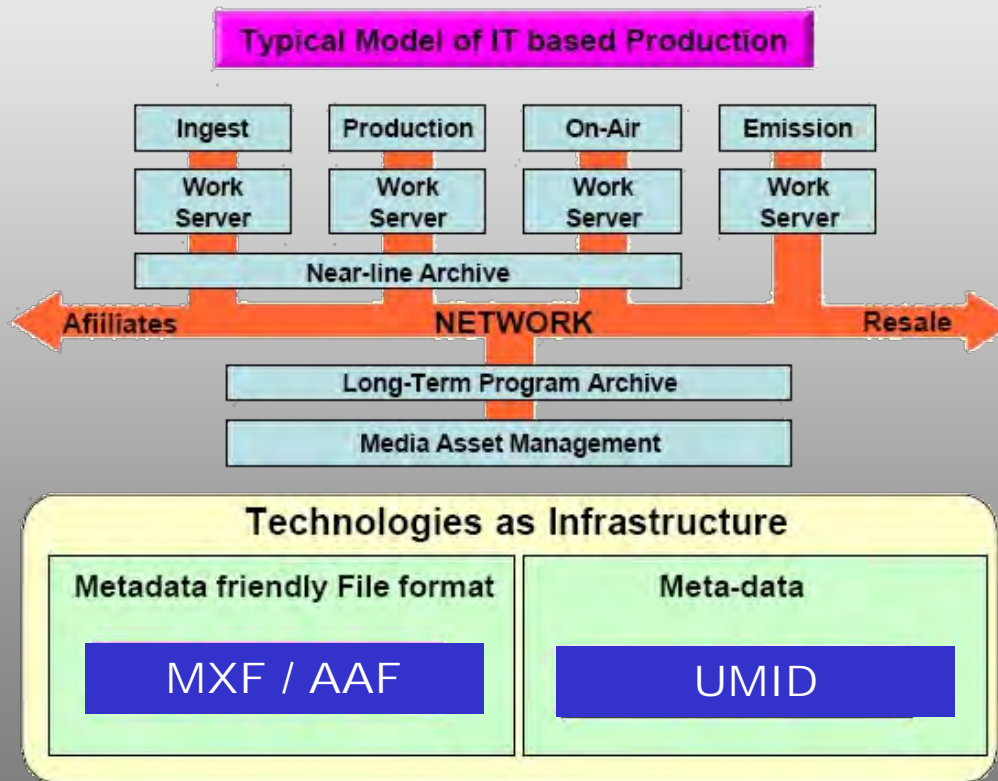 Typical Model of IT based Production
Ingest
Production
On-Air
Emission
Work
Server
Work
Server
Work
Server
Work
Server
Near-line Archive
Afiiliates
NETWORK
Resale
Long-Term Program Archive
Media Asset Management
Technologies as Infrastructure
Metadata friendly File format
MXF / AAF
Meta-data
UMID